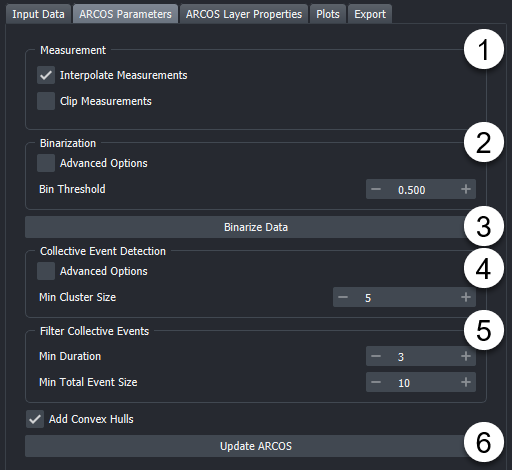 Input Data ARCOS Parameters ARCOS Layer Properties Plots Export
Measurement 1
Interpolate Measurements
Clip Measurements
Binarization 2
Advanced Options
Bin Threshold − 0.500 +
Binarize Data 3
Collective Event Detection 4
Advanced Options
Min Cluster Size − 5 +
Filter Collective Events 5
Min Duration − 3 +
Min Total Event Size − 10 +
Add Convex Hulls
Update ARCOS 6